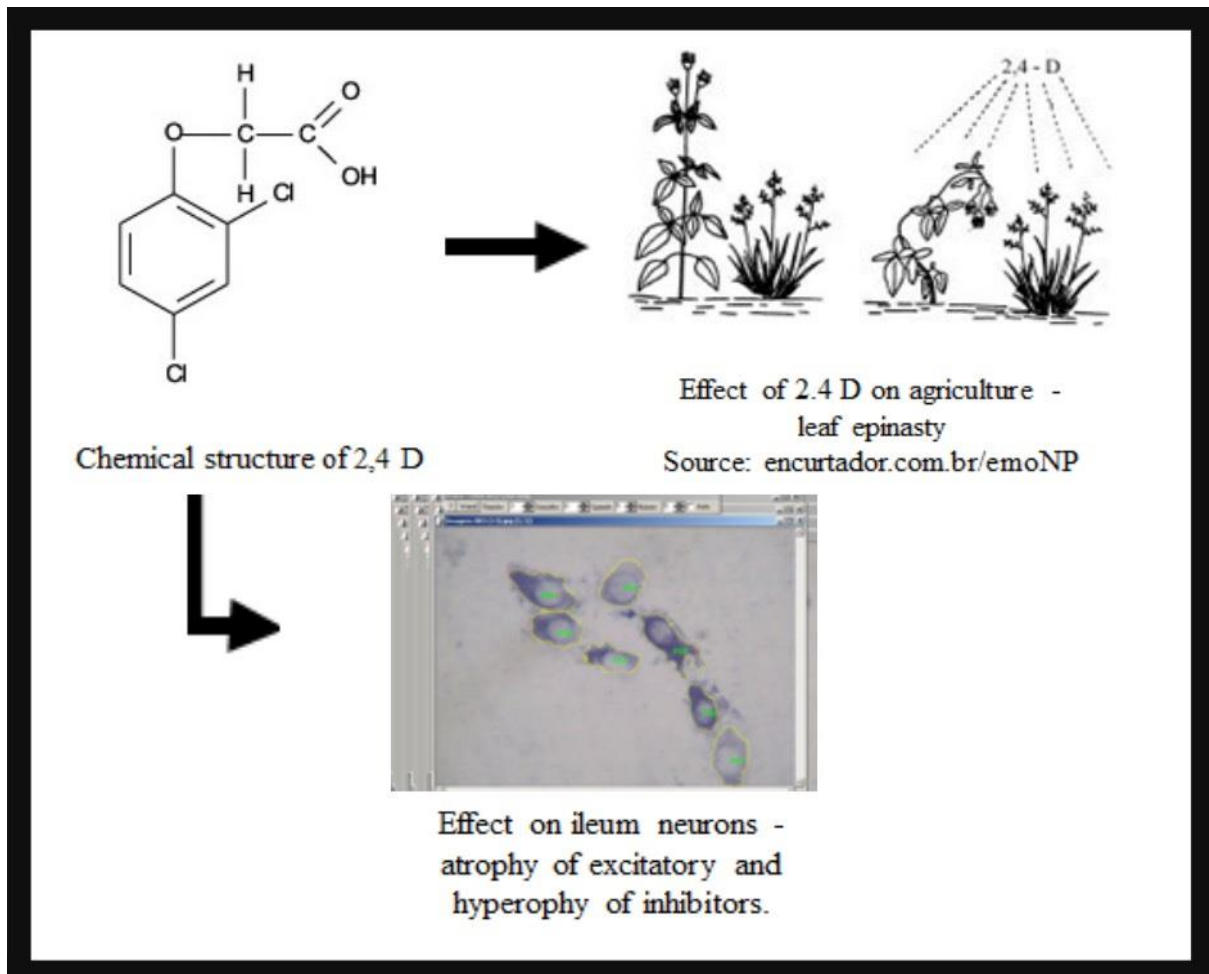 H
O
O
C
C
OH
H
Cl
Cl
2,4 - D
Chemical structure of 2,4 D
Effect of 2.4 D on agriculture -
leaf epinasty
Source: encurtador.com.br/emoNP
Effect on ileum neurons -
atrophy of excitatory and
hyperophy of inhibitors.